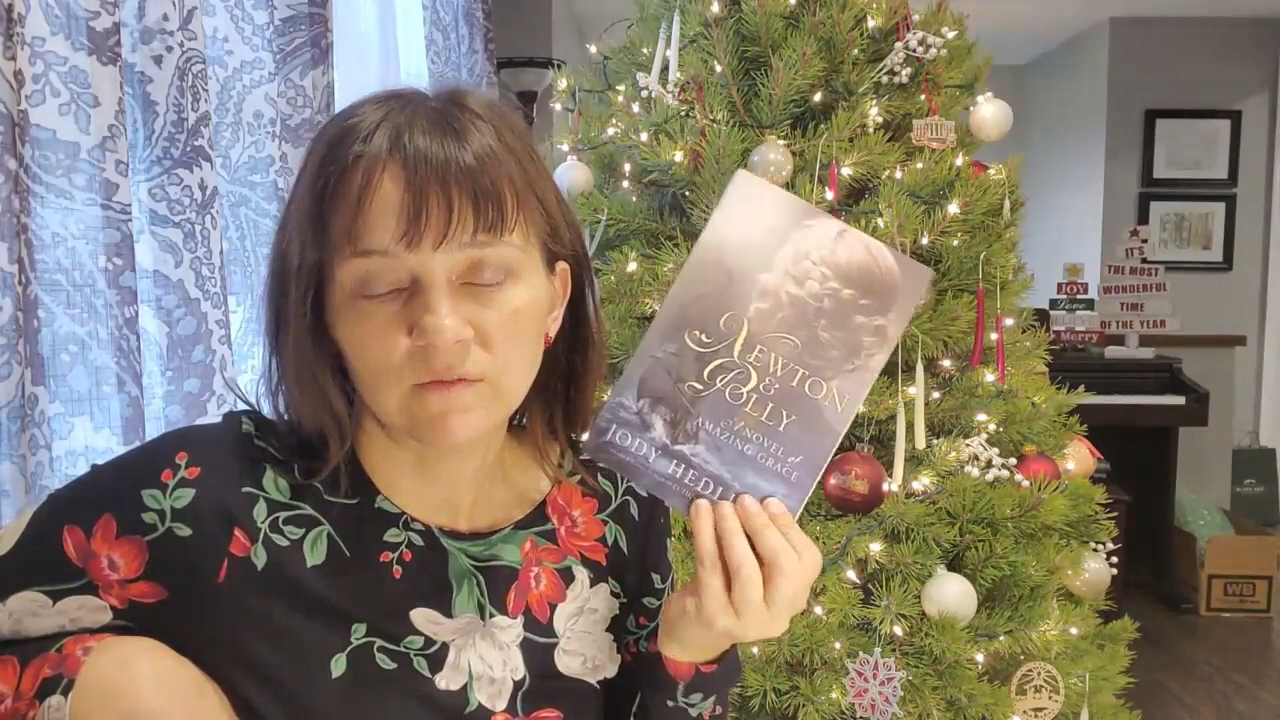 NEWTON
&
POLLY
A NOVEL of
AMAZING GRACE
JODY
IT'S
THE MOST
WONDERFUL
TIME
OF THE YEAR
JOY
Love
Merry
WB